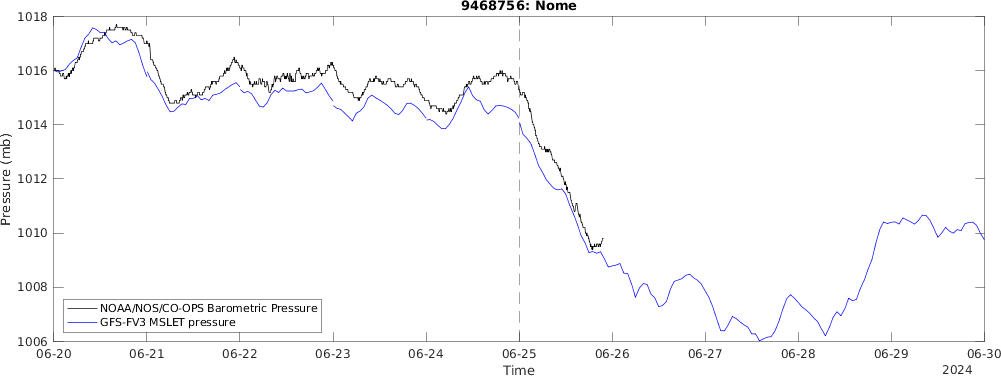 9468756: Nome
1018
1016
1014
1012
1010
1008
1006
Pressure (mb)
NOAA/NOS/CO-OPS Barometric Pressure
GFS-FV3 MSLET pressure
06-20 06-21 06-22 06-23 06-24 06-25 06-26 06-27 06-28 06-29 06-30
Time
2024